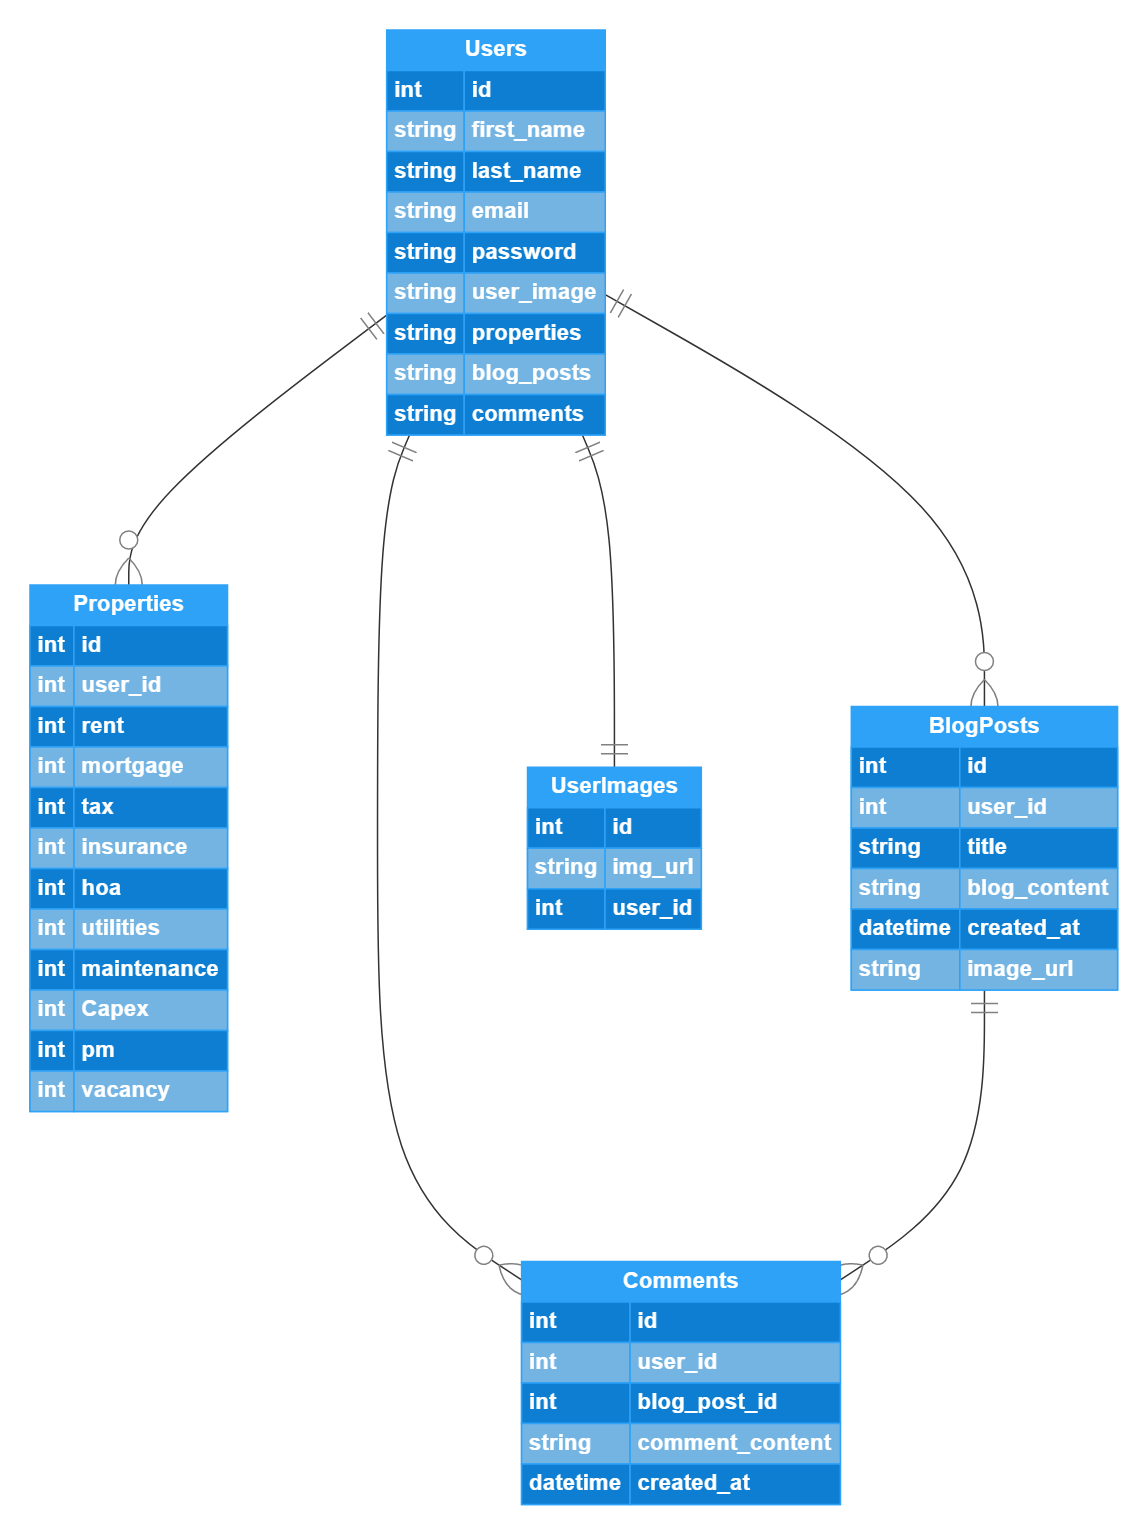 Users
int id
string first_name
string last_name
string email
string password
string user_image
string properties
string blog_posts
string comments
Properties
int id
int user_id
int rent
int mortgage
int tax
int insurance
int hoa
int utilities
int maintenance
int Capex
int pm
int vacancy
UserImages
int id
string img_url
int user_id
BlogPosts
int id
int user_id
string title
string blog_content
datetime created_at
string image_url
Comments
int id
int user_id
int blog_post_id
string comment_content
datetime created_at